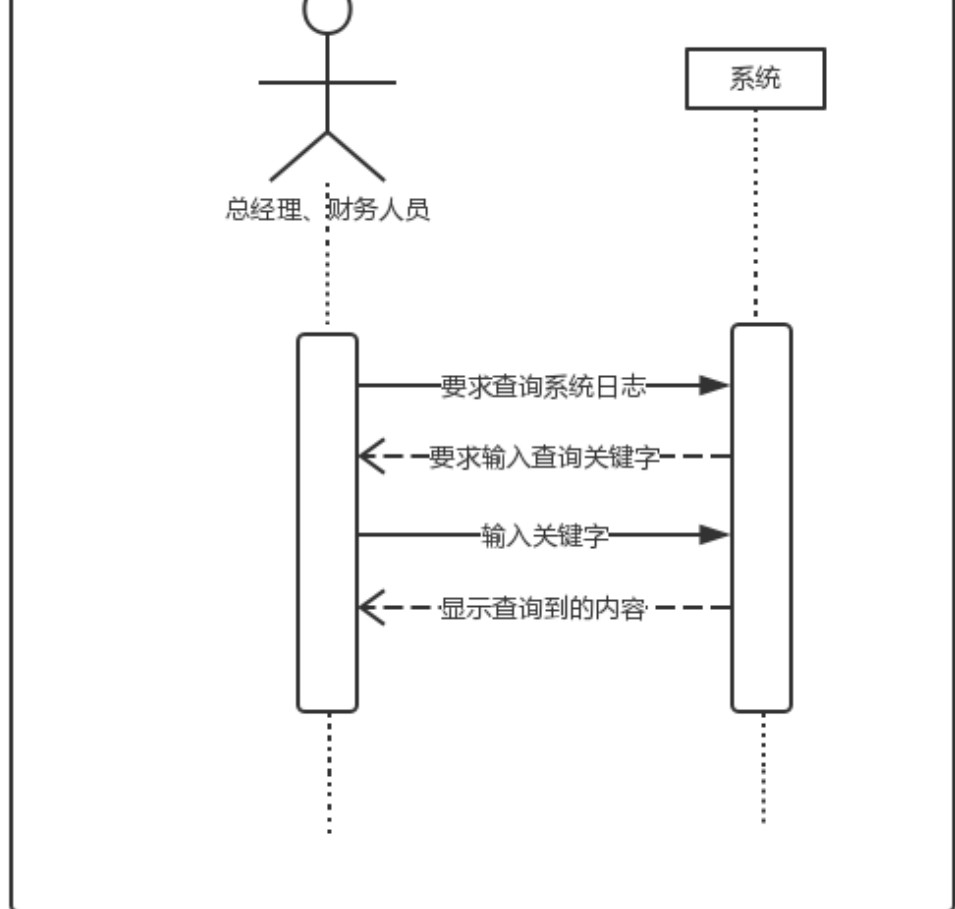 系统
总经理、财务人员
要求查询系统日志
要求输入查询关键字
输入关键字
显示查询到的内容